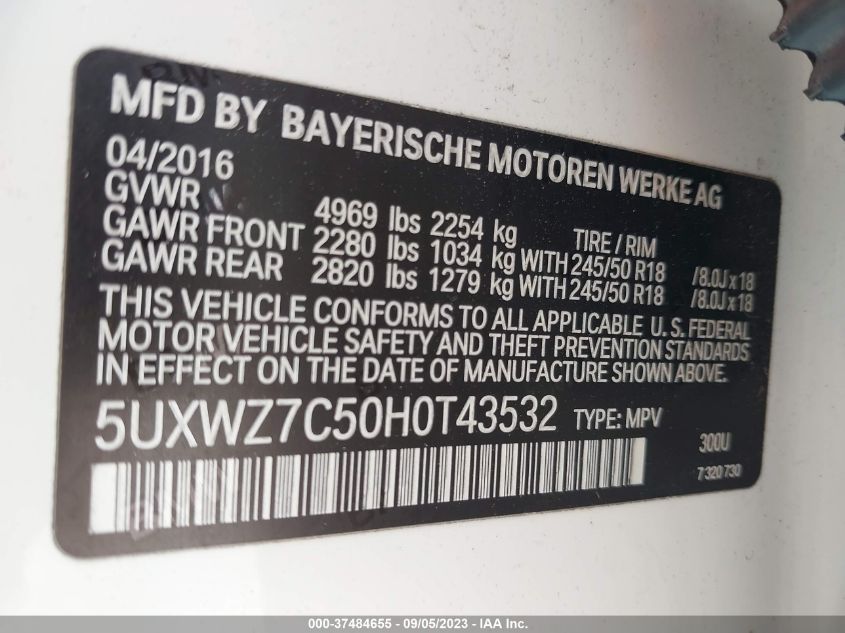 MFD BY BAYERISCHE MOTOREN WERKE AG
04/2016
GVWR 4969 lbs 2254 kg TIRE / RIM
GAWR FRONT 2280 lbs 1034 kg WITH 245/50 R18 /8.0J x 18
GAWR REAR 2820 lbs 1279 kg WITH 245/50 R18 /8.0J x 18
THIS VEHICLE CONFORMS TO ALL APPLICABLE U.S. FEDERAL
MOTOR VEHICLE SAFETY AND THEFT PREVENTION STANDARDS
IN EFFECT ON THE DATE OF MANUFACTURE SHOWN ABOVE.
5UXWZ7C50H0T43532 TYPE: MPV
300U
7 320 730
000-37484655 - 09/05/2023 - IAA Inc.